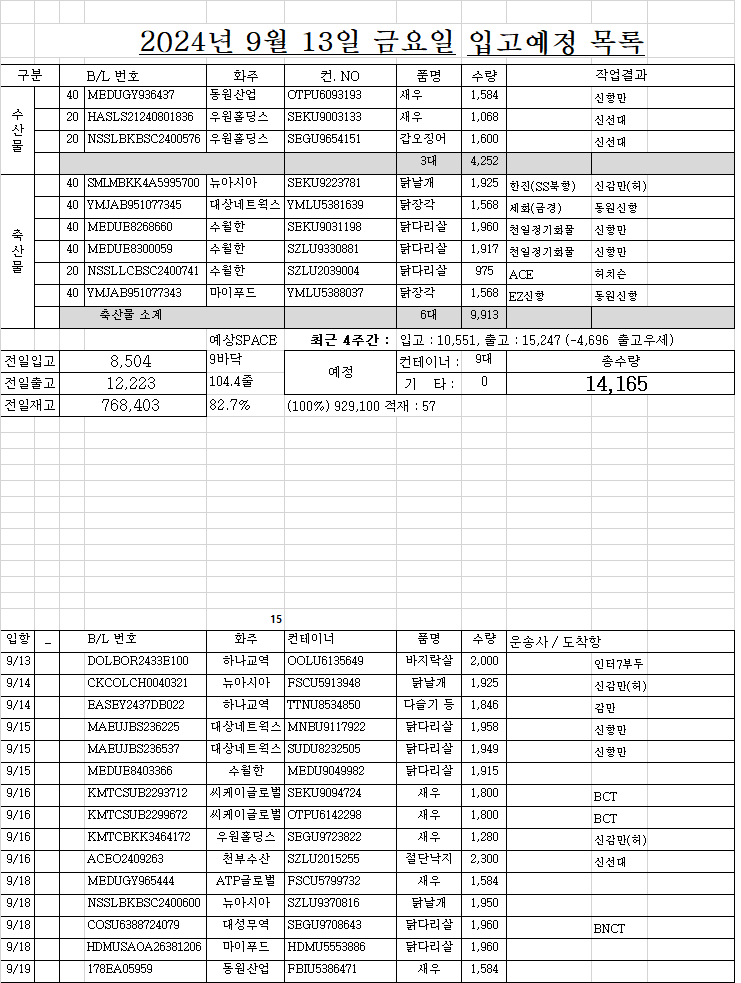 2024년 9월 13일 금요일 입고예정 목록
구분 B/L 번호 화주 컨. NO 품명 수량 작업결과
수산물
40 MEDUGY936437 동원산업 OTPU6093193 새우 1,584 신항만
20 HASLS21240801836 우원홀딩스 SEKU9003133 새우 1,068 신선대
20 NSSLBKBSC2400576 우원홀딩스 SEGU9654151 갑오징어 1,600 신선대
3대 4,252
축산물
40 SMLMBKK4A5995700 뉴아시아 SEKU9223781 닭날개 1,925 한진(SS북항) 신감만(허)
40 YMJAB951077345 대상네트웍스 YMLU5381639 닭장각 1,568 세화(금경) 동원신항
40 MEDUE8268660 수월한 SEKU9031198 닭다리살 1,960 천일정기화물 신항만
40 MEDUE8300059 수월한 SZLU9330881 닭다리살 1,917 천일정기화물 신항만
20 NSSLLCBSC2400741 수월한 SZLU2039004 닭다리살 975 ACE 허치슨
40 YMJAB951077343 마이푸드 YMLU5388037 닭장각 1,568 EZ신항 동원신항
축산물 소계 6대 9,913
예상SPACE 최근 4주간 : 입고 : 10,551, 출고 : 15,247 (-4,696 출고우세)
전일입고 8,504 9바닥 예정 컨테이너 : 9대 총수량
전일출고 12,223 104.4줄 기 타 : 0 14,165
전일재고 768,403 82.7% (100%) 929,100 적재 : 57
15
입항 _ B/L 번호 화주 컨테이너 품명 수량 운송사 / 도착항
9/13 DOLBOR2433E100 하나교역 OOLU6135649 바지락살 2,000 인터7부두
9/14 CKCOLCH0040321 뉴아시아 FSCU5913948 닭날개 1,925 신감만(허)
9/14 EASEY2437DB022 하나교역 TTNU8534850 다슬기 등 1,846 감만
9/15 MAEUJBS236225 대상네트웍스 MNBU9117922 닭다리살 1,958 신항만
9/15 MAEUJBS236537 대상네트웍스 SUDU8232505 닭다리살 1,949 신항만
9/15 MEDUE8403366 수월한 MEDU9049982 닭다리살 1,915
9/16 KMTCSUB2293712 씨케이글로벌 SEKU9094724 새우 1,800 BCT
9/16 KMTCSUB2299672 씨케이글로벌 OTPU6142298 새우 1,800 BCT
9/16 KMTCBKK3464172 우원홀딩스 SEGU9723822 새우 1,280 신감만(허)
9/16 ACEO2409263 천부수산 SZLU2015255 절단낙지 2,300 신선대
9/18 MEDUGY965444 ATP글로벌 FSCU5799732 새우 1,584
9/18 NSSLBKBSC2400600 뉴아시아 SZLU9370816 닭날개 1,950
9/18 COSU6388724079 대성무역 SEGU9708643 닭다리살 1,960 BNCT
9/18 HDMUSAOA26381206 마이푸드 HDMU5553886 닭다리살 1,960
9/19 178EA05959 동원산업 FBIU5386471 새우 1,584